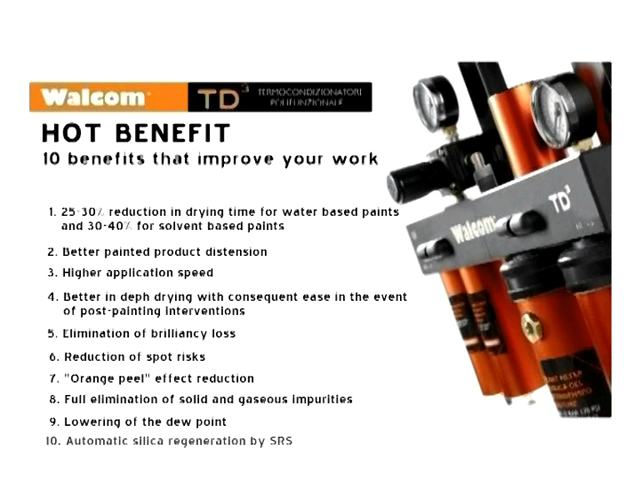 Walcom
TD3
TERMOCONDIZIONATORI
POLIFUNZIONALE
HOT BENEFIT
10 benefits that improve your work
1. 25-30% reduction in drying time for water based paints
and 30-40% for solvent based paints
2. Better painted product distension
3. Higher application speed
4. Better in deph drying with consequent ease in the event
of post-painting interventions
5. Elimination of brilliancy loss
6. Reduction of spot risks
7. "Orange peel" effect reduction
8. Full elimination of solid and gaseous impurities
9. Lowering of the dew point
10. Automatic silica regeneration by SRS
Walcom
TD3